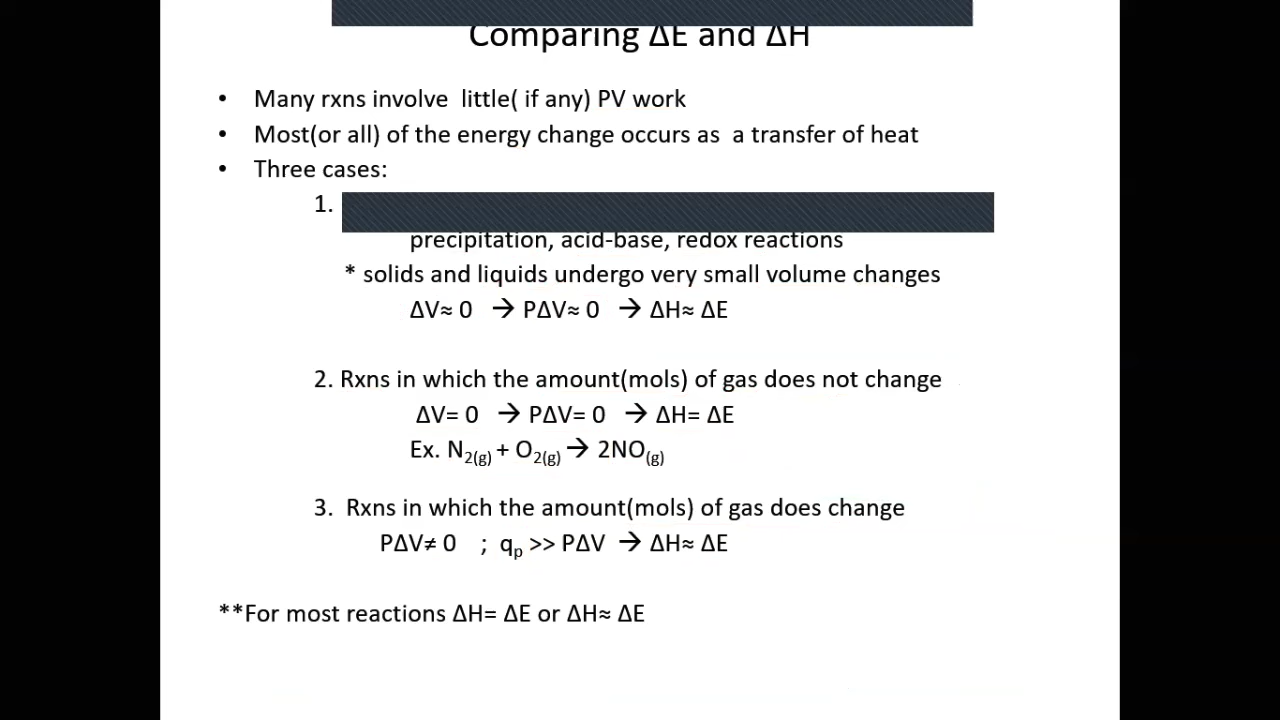 Comparing ΔE and ΔH
• Many rxns involve little( if any) PV work
• Most(or all) of the energy change occurs as a transfer of heat
• Three cases:
1.
precipitation, acid-base, redox reactions
* solids and liquids undergo very small volume changes
ΔV≈ 0 → PΔV≈ 0 → ΔH≈ ΔE
2. Rxns in which the amount(mols) of gas does not change
ΔV= 0 → PΔV= 0 → ΔH= ΔE
Ex. N₂₍g₎ + O₂₍g₎ → 2NO₍g₎
3. Rxns in which the amount(mols) of gas does change
PΔV≠ 0 ; qₚ >> PΔV → ΔH≈ ΔE
**For most reactions ΔH= ΔE or ΔH≈ ΔE